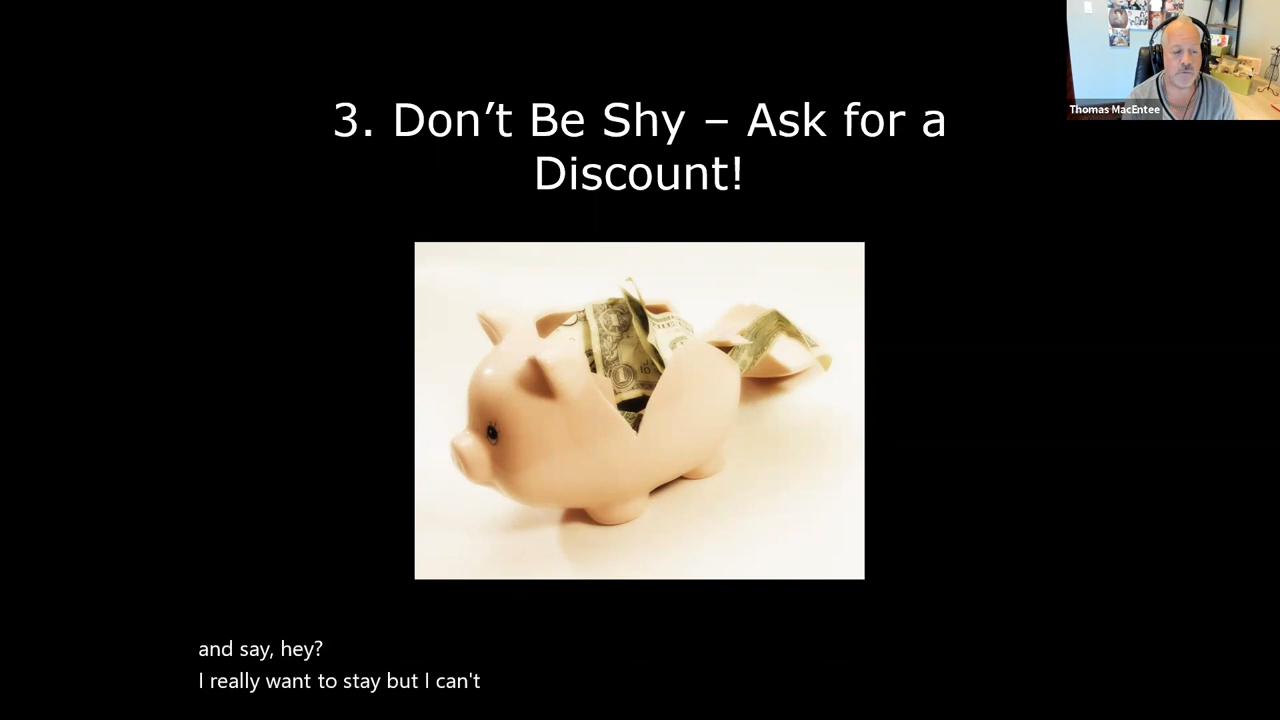 3. Don’t Be Shy – Ask for a
Discount!
Thomas MacEntee
and say, hey?
I really want to stay but I can't